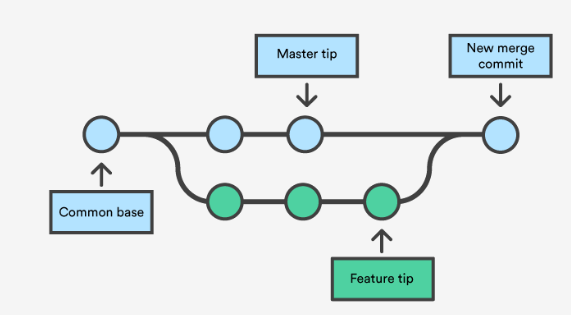 Master tip
New merge
commit
Common base
Feature tip